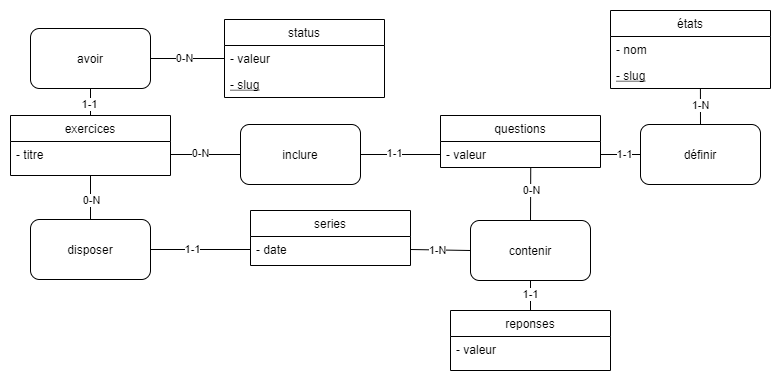 états
status
- nom
avoir
0-N
- valeur
- slug
- slug
1-1
1-N
exercices
questions
- titre
0-N
inclure
1-1
- valeur
1-1
définir
0-N
0-N
series
disposer
1-1
- date
1-N
contenir
1-1
reponses
- valeur